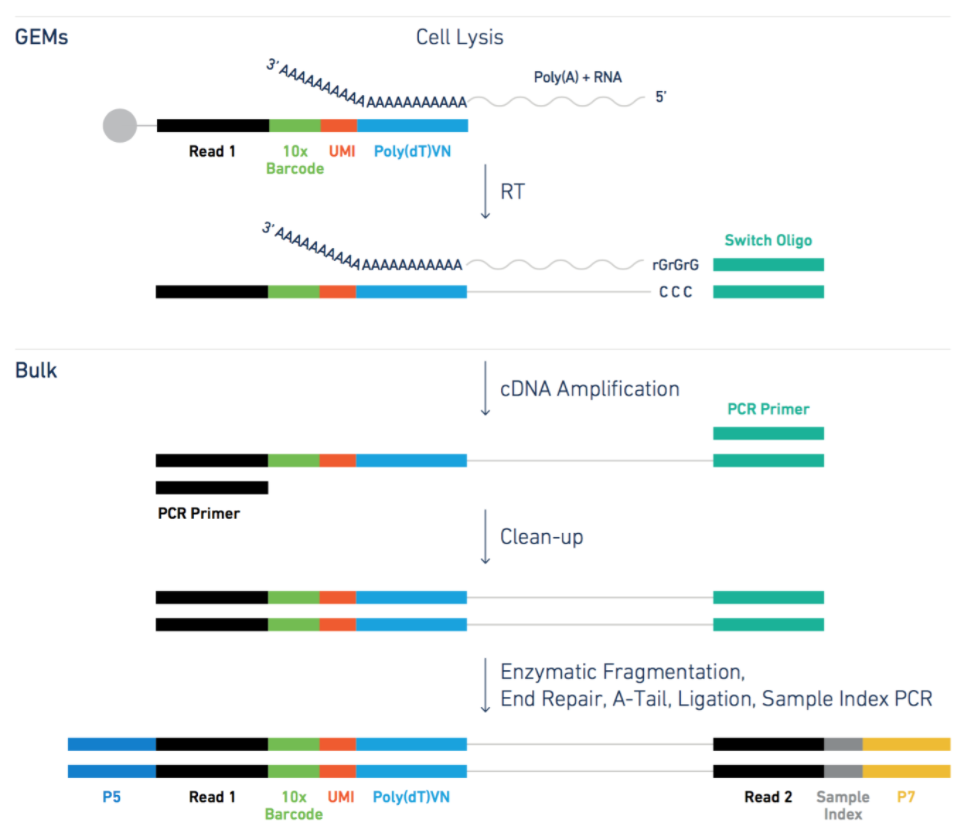 GEMs
Cell Lysis
3' AAAAAAAAAAAAAAAAAAAAA
Poly(A) + RNA
5'
Read 1
10x
Barcode
UMI
Poly(dT)VN
RT
3' AAAAAAAAAAAAAAAAAAAAA
Switch Oligo
rGrGrG
CCC
Bulk
cDNA Amplification
PCR Primer
PCR Primer
Clean-up
Enzymatic Fragmentation,
End Repair, A-Tail, Ligation, Sample Index PCR
P5
Read 1
10x
Barcode
UMI
Poly(dT)VN
Read 2
Sample
Index
P7